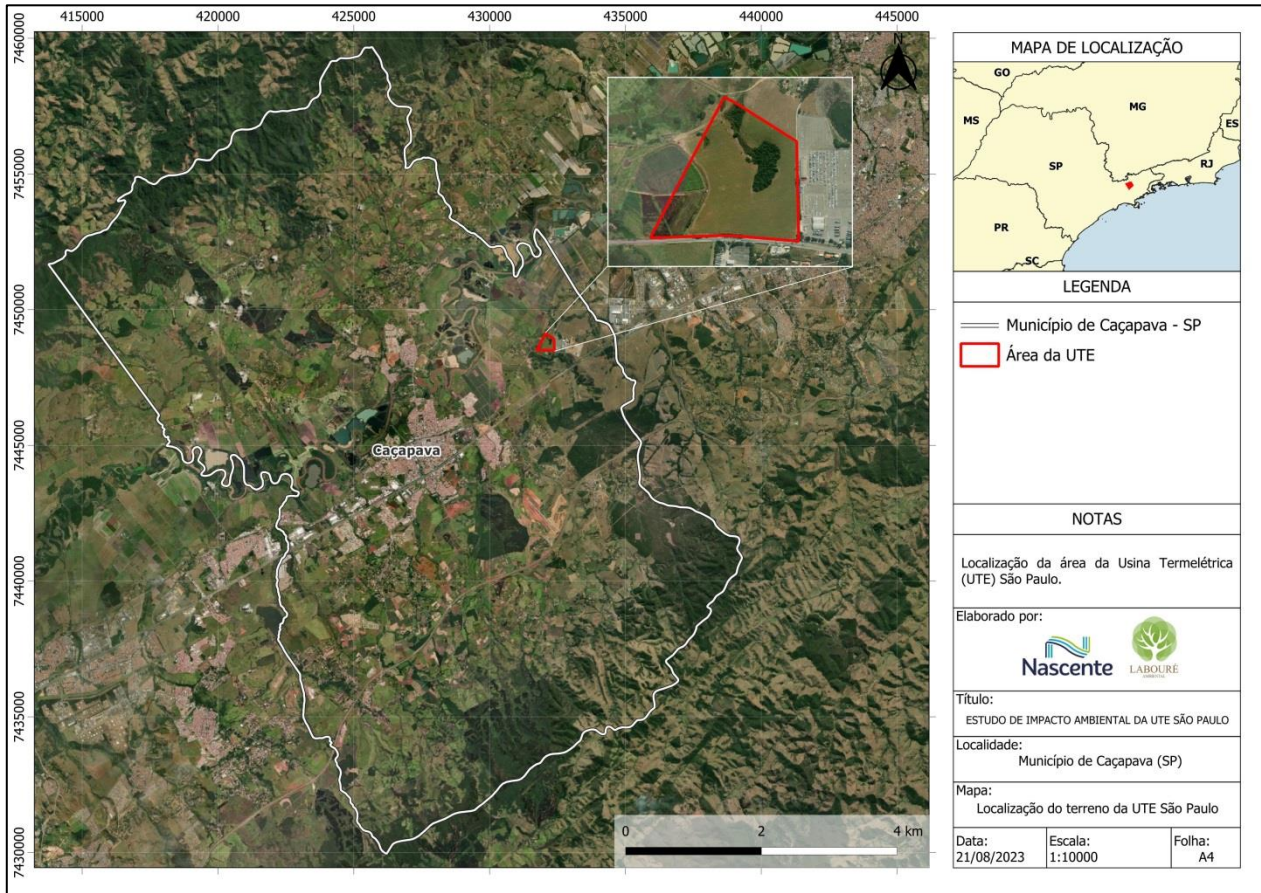 415000 420000 425000 430000 435000 440000 445000
7460000
7455000
7450000
7445000
7440000
7435000
7430000
N
Caçapava
0 2 4 km
MAPA DE LOCALIZAÇÃO
GO
MG
MS
ES
SP
RJ
PR
SC
LEGENDA
Município de Caçapava - SP
Área da UTE
NOTAS
Localização da área da Usina Termelétrica
(UTE) São Paulo.
Elaborado por:
Nascente
LABOURÉ
AMBIENTAL
Título:
ESTUDO DE IMPACTO AMBIENTAL DA UTE SÃO PAULO
Localidade:
Município de Caçapava (SP)
Mapa:
Localização do terreno da UTE São Paulo
Data: Escala: Folha:
21/08/2023 1:10000 A4